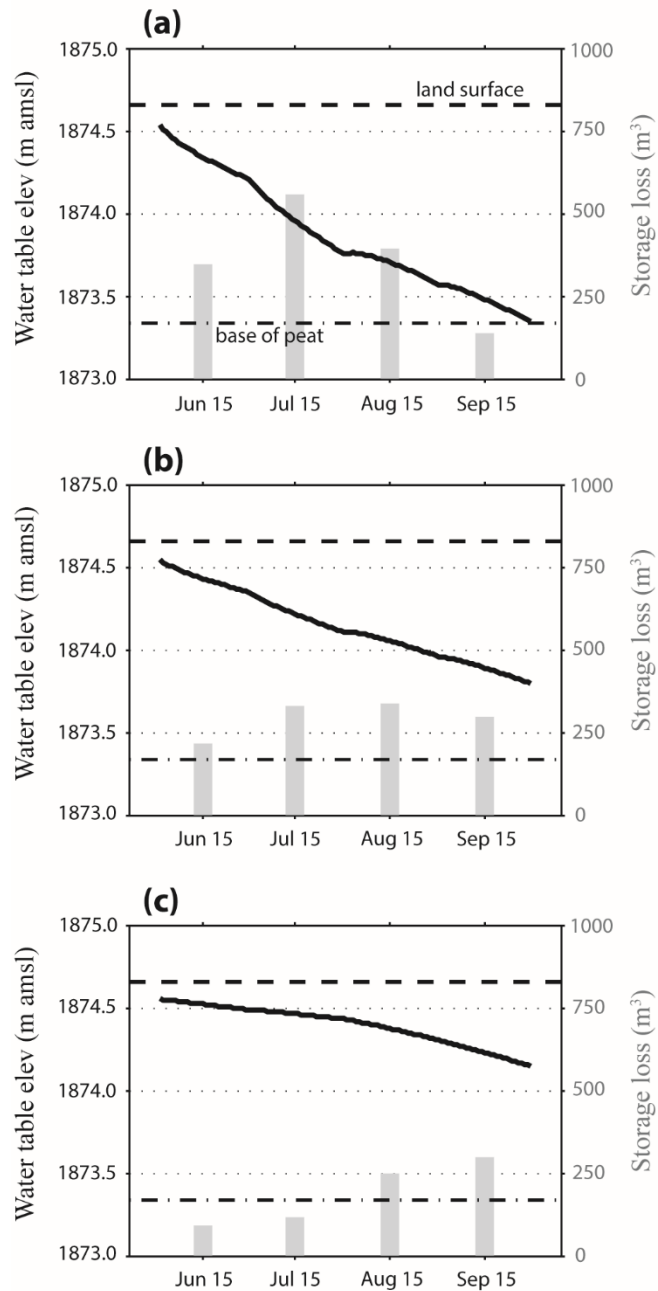 (a)
Water table elev (m amsl)
1875.0
1874.5
1874.0
1873.5
1873.0
land surface
base of peat
1000
750
500
250
0
Storage loss (m³)
Jun 15 Jul 15 Aug 15 Sep 15
(b)
Water table elev (m amsl)
1875.0
1874.5
1874.0
1873.5
1873.0
1000
750
500
250
0
Storage loss (m³)
Jun 15 Jul 15 Aug 15 Sep 15
(c)
Water table elev (m amsl)
1875.0
1874.5
1874.0
1873.5
1873.0
1000
750
500
250
0
Storage loss (m³)
Jun 15 Jul 15 Aug 15 Sep 15